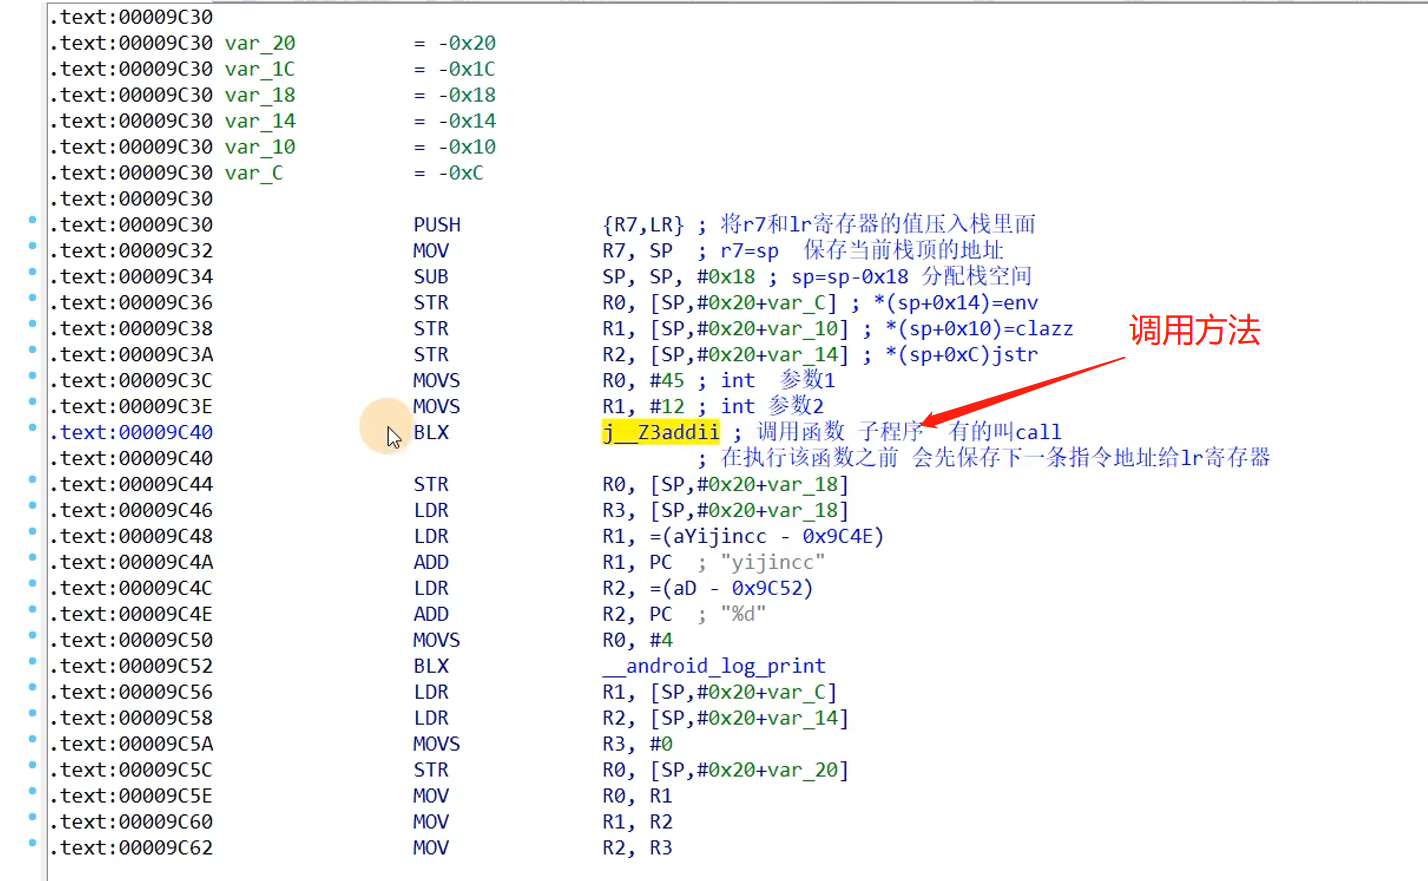 .text:00009C30
.text:00009C30 var_20 = -0x20
.text:00009C30 var_1C = -0x1C
.text:00009C30 var_18 = -0x18
.text:00009C30 var_14 = -0x14
.text:00009C30 var_10 = -0x10
.text:00009C30 var_C = -0xC
.text:00009C30
.text:00009C30 PUSH {R7,LR} ; 将r7和lr寄存器的值压入栈里面
.text:00009C32 MOV R7, SP ; r7=sp 保存当前栈顶的地址
.text:00009C34 SUB SP, SP, #0x18 ; sp=sp-0x18 分配栈空间
.text:00009C36 STR R0, [SP,#0x20+var_C] ; *(sp+0x14)=env
.text:00009C38 STR R1, [SP,#0x20+var_10] ; *(sp+0x10)=clazz
调用方法
.text:00009C3A STR R2, [SP,#0x20+var_14] ; *(sp+0xC)jstr
.text:00009C3C MOVS R0, #45 ; int 参数1
.text:00009C3E MOVS R1, #12 ; int 参数2
.text:00009C40 BLX j__Z3addii ; 调用函数 子程序 有的叫call
.text:00009C40 ; 在执行该函数之前 会先保存下一条指令地址给lr寄存器
.text:00009C44 STR R0, [SP,#0x20+var_18]
.text:00009C46 LDR R3, [SP,#0x20+var_18]
.text:00009C48 LDR R1, =(aYijincc - 0x9C4E)
.text:00009C4A ADD R1, PC ; "yijincc"
.text:00009C4C LDR R2, =(aD - 0x9C52)
.text:00009C4E ADD R2, PC ; "%d"
.text:00009C50 MOVS R0, #4
.text:00009C52 BLX __android_log_print
.text:00009C56 LDR R1, [SP,#0x20+var_C]
.text:00009C58 LDR R2, [SP,#0x20+var_14]
.text:00009C5A MOVS R3, #0
.text:00009C5C STR R0, [SP,#0x20+var_20]
.text:00009C5E MOV R0, R1
.text:00009C60 MOV R1, R2
.text:00009C62 MOV R2, R3